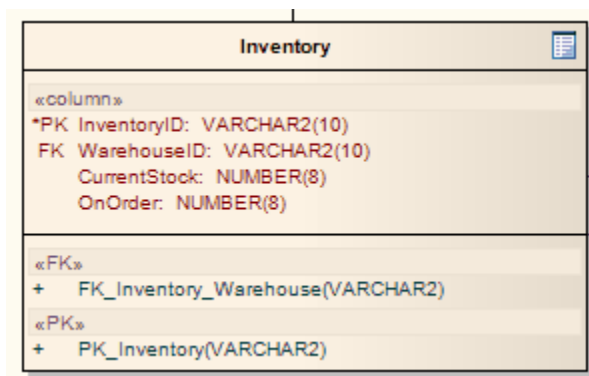 Inventory
«column»
*PK InventoryID: VARCHAR2(10)
FK WarehouseID: VARCHAR2(10)
CurrentStock: NUMBER(8)
OnOrder: NUMBER(8)
«FK»
+ FK_Inventory_Warehouse(VARCHAR2)
«PK»
+ PK_Inventory(VARCHAR2)